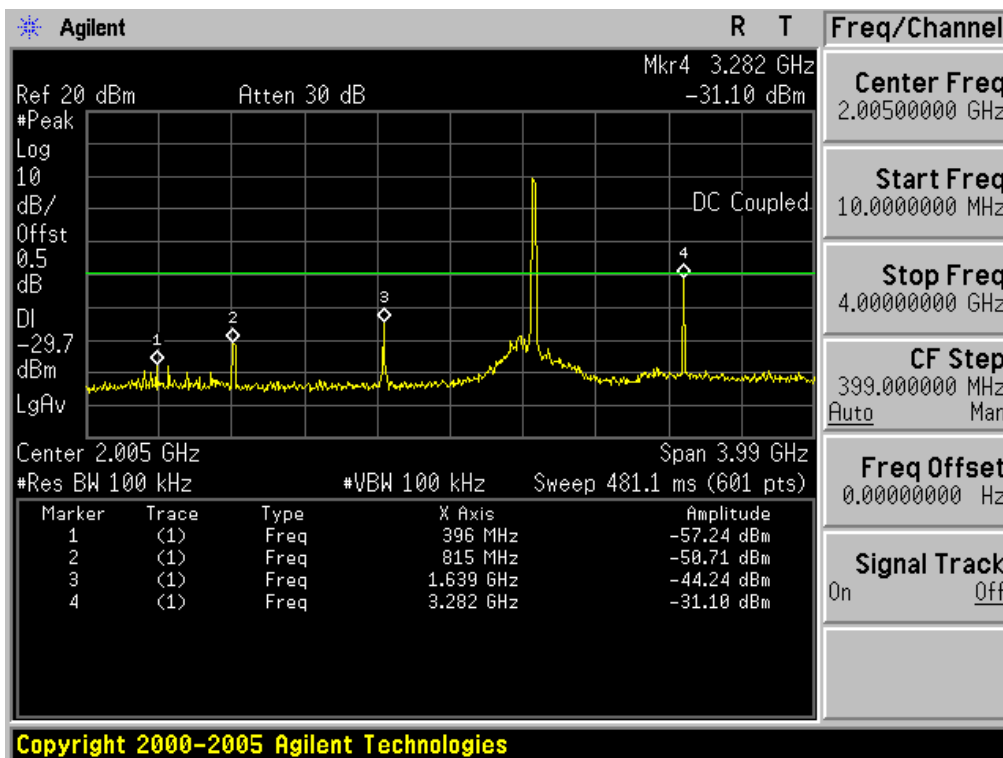 Agilent R T
Mkr4 3.282 GHz
Ref 20 dBm Atten 30 dB -31.10 dBm
#Peak
Log
10
dB/
Offst
0.5
dB
DI
-29.7
dBm
LgAv
DC Coupled
1
2
3
4
Center 2.005 GHz Span 3.99 GHz
#Res BW 100 kHz #VBW 100 kHz Sweep 481.1 ms (601 pts)
Marker Trace Type X Axis Amplitude
1 (1) Freq 396 MHz -57.24 dBm
2 (1) Freq 815 MHz -50.71 dBm
3 (1) Freq 1.639 GHz -44.24 dBm
4 (1) Freq 3.282 GHz -31.10 dBm
Copyright 2000-2005 Agilent Technologies
Freq/Channel
Center Freq
2.00500000 GHz
Start Freq
10.0000000 MHz
Stop Freq
4.00000000 GHz
CF Step
399.000000 MHz
Auto Man
Freq Offset
0.00000000 Hz
Signal Track
On Off